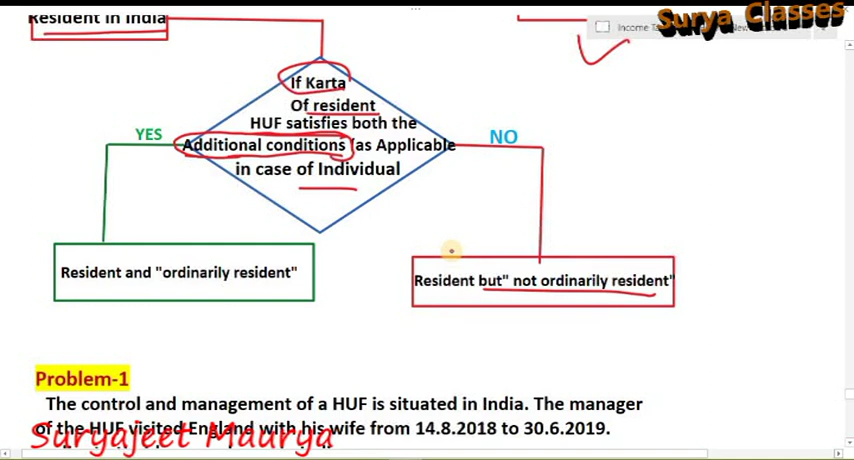 Surya Classes
Resident in India
Income Ta
New
If Karta
Of resident
HUF satisfies both the
YES
Additional conditions (as Applicable
NO
in case of Individual
Resident and "ordinarily resident"
Resident but" not ordinarily resident"
Problem-1
The control and management of a HUF is situated in India. The manager
of the HUF visited England with his wife from 14.8.2018 to 30.6.2019.
Suryajeet Maurya